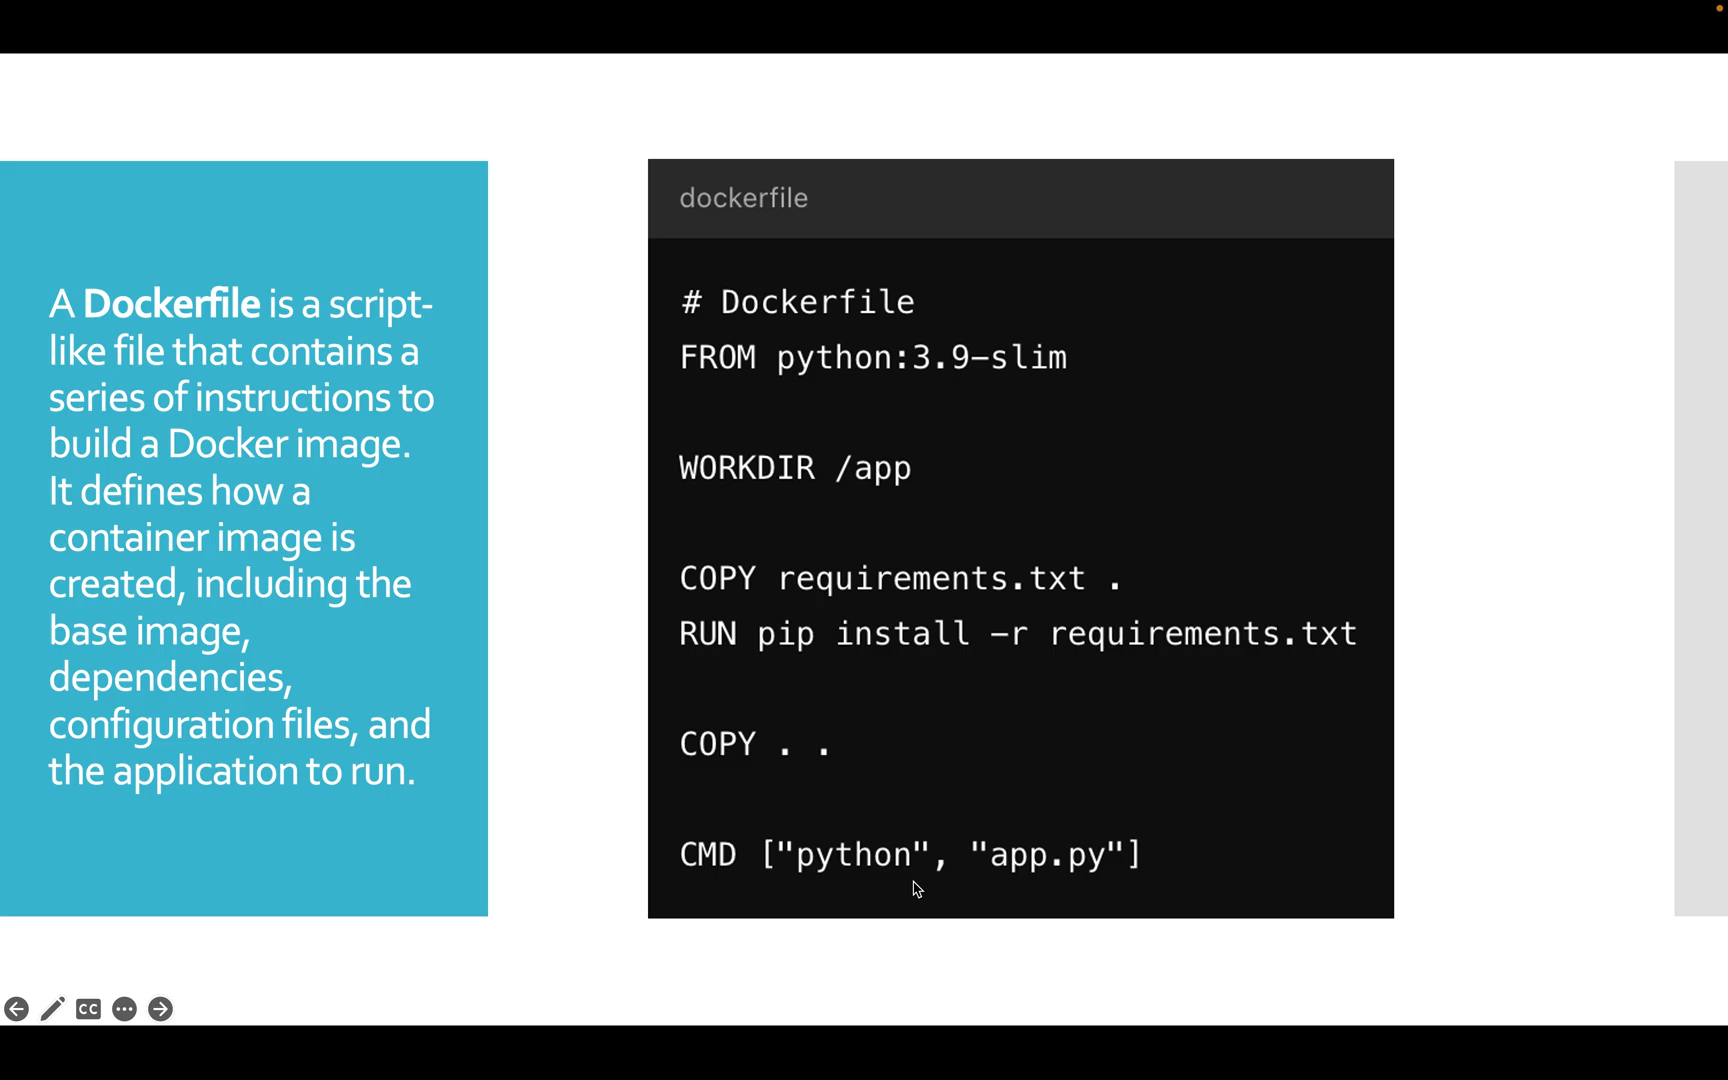 A Dockerfile is a script-
like file that contains a
series of instructions to
build a Docker image.
It defines how a
container image is
created, including the
base image,
dependencies,
configuration files, and
the application to run.
dockerfile
# Dockerfile
FROM python:3.9-slim
WORKDIR /app
COPY requirements.txt .
RUN pip install -r requirements.txt
COPY . .
CMD ["python", "app.py"]
CC